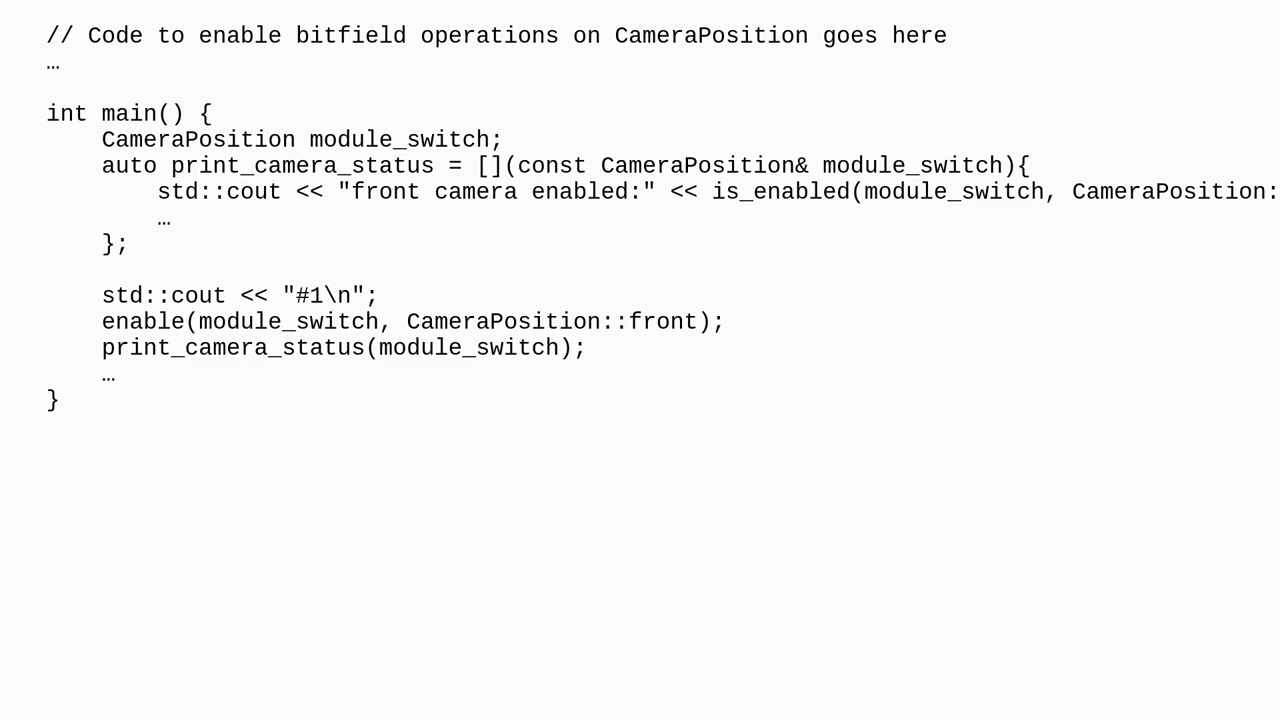 // Code to enable bitfield operations on CameraPosition goes here
…
int main() {
CameraPosition module_switch;
auto print_camera_status = [](const CameraPosition& module_switch){
std::cout << "front camera enabled:" << is_enabled(module_switch, CameraPosition:
…
};
std::cout << "#1\n";
enable(module_switch, CameraPosition::front);
print_camera_status(module_switch);
…
}